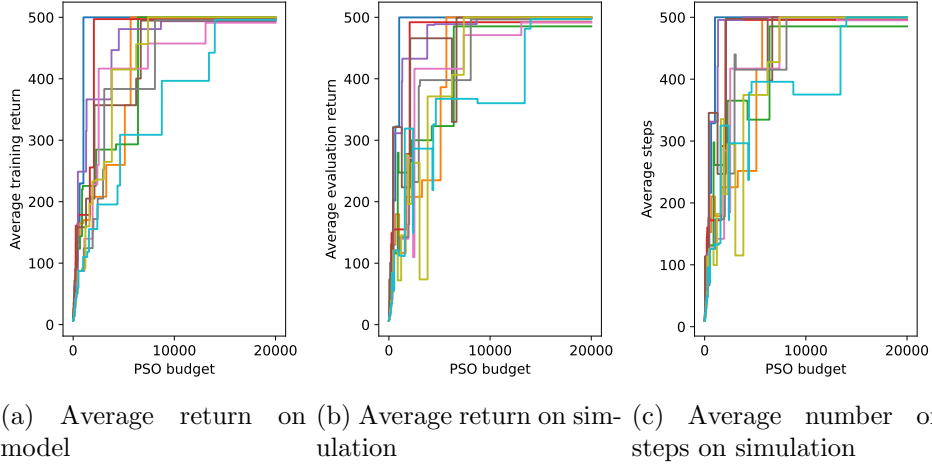 500
400
300
200
100
0
Average training return
0 10000 20000
PSO budget
500
400
300
200
100
0
Average evaluation return
0 10000 20000
PSO budget
500
400
300
200
100
0
Average steps
0 10000 20000
PSO budget
(a) Average return on
model
(b) Average return on sim-
ulation
(c) Average number of
steps on simulation